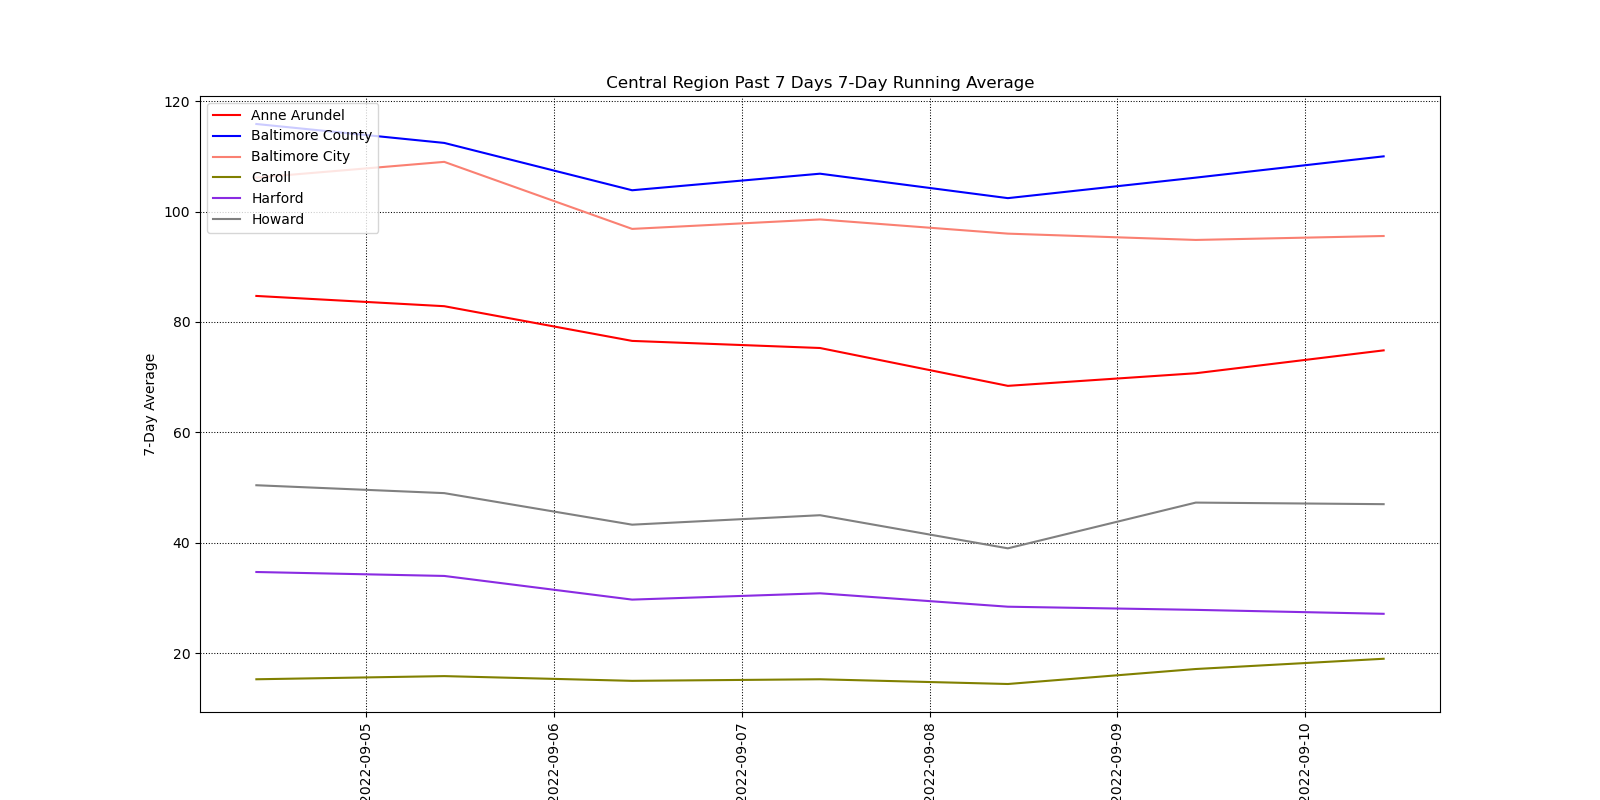 Central Region Past 7 Days 7-Day Running Average
120
100
80
60
40
20
7-Day Average
Anne Arundel
Baltimore County
Baltimore City
Caroll
Harford
Howard
2022-09-05
2022-09-06
2022-09-07
2022-09-08
2022-09-09
2022-09-10